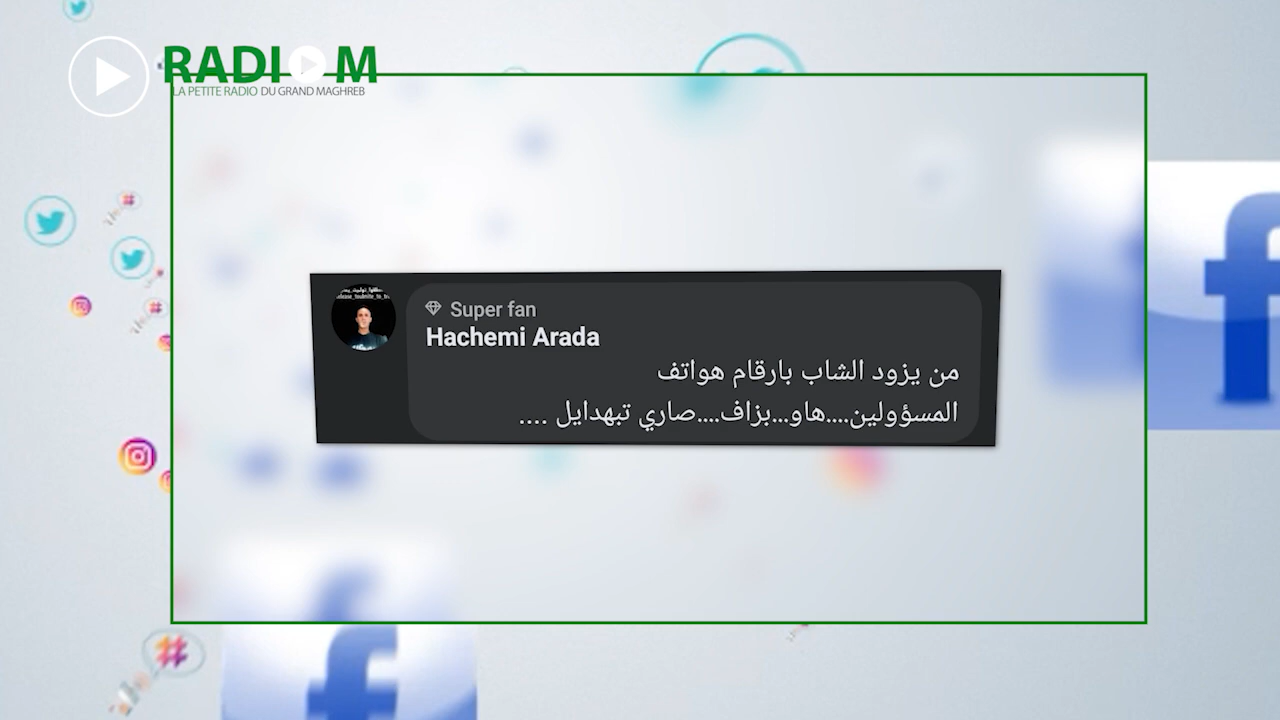 RADI M
LA PETITE RADIO DU GRAND MAGHREB
Super fan
Hachemi Arada
من يزود الشاب بارقام هواتف
المسؤولين....هاو...بزاف....صاري تبهدايل ....